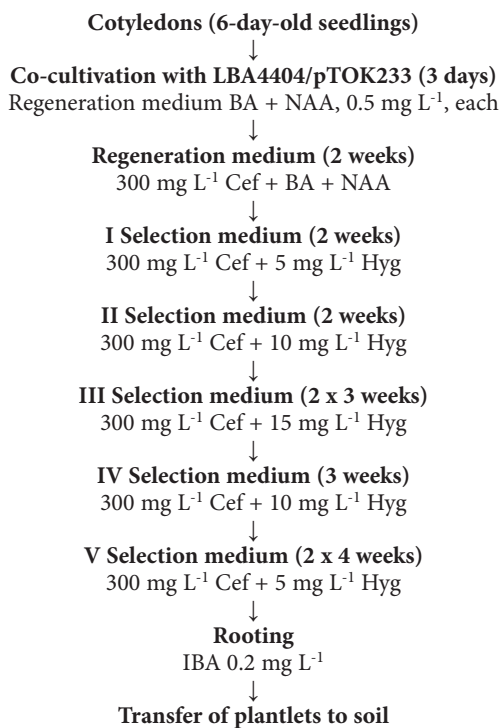 Cotyledons (6-day-old seedlings)
↓
Co-cultivation with LBA4404/pTOK233 (3 days)
Regeneration medium BA + NAA, 0.5 mg L⁻¹, each
↓
Regeneration medium (2 weeks)
300 mg L⁻¹ Cef + BA + NAA
↓
I Selection medium (2 weeks)
300 mg L⁻¹ Cef + 5 mg L⁻¹ Hyg
↓
II Selection medium (2 weeks)
300 mg L⁻¹ Cef + 10 mg L⁻¹ Hyg
↓
III Selection medium (2 x 3 weeks)
300 mg L⁻¹ Cef + 15 mg L⁻¹ Hyg
↓
IV Selection medium (3 weeks)
300 mg L⁻¹ Cef + 10 mg L⁻¹ Hyg
↓
V Selection medium (2 x 4 weeks)
300 mg L⁻¹ Cef + 5 mg L⁻¹ Hyg
↓
Rooting
IBA 0.2 mg L⁻¹
↓
Transfer of plantlets to soil